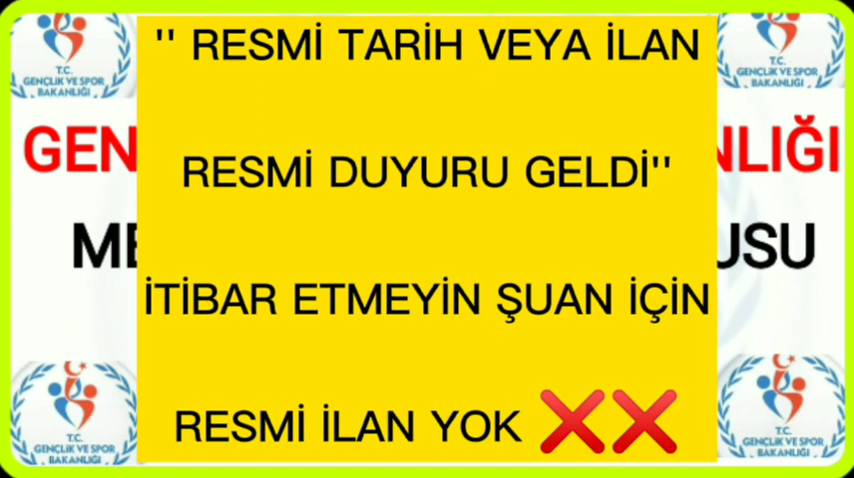 T.C.
GENÇLİK VE SPOR
BAKANLIĞI
T.C.
GENÇLİK VE SPOR
BAKANLIĞI
'' RESMİ TARİH VEYA İLAN
RESMİ DUYURU GELDİ''
İTİBAR ETMEYİN ŞUAN İÇİN
RESMİ İLAN YOK ❌❌
GEN
NLIĞI
ME
USU
T.C.
GENÇLİK VE SPOR
BAKANLIĞI
T.C.
GENÇLİK VE SPOR
BAKANLIĞI